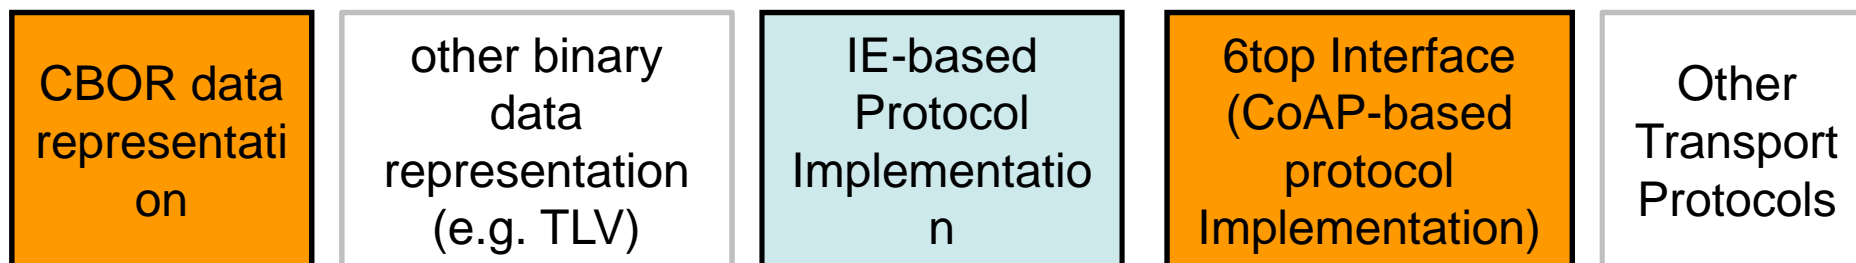 CBOR data
representati
on
other binary
data
representation
(e.g. TLV)
IE-based
Protocol
Implementatio
n
6top Interface
(CoAP-based
protocol
Implementation)
Other
Transport
Protocols